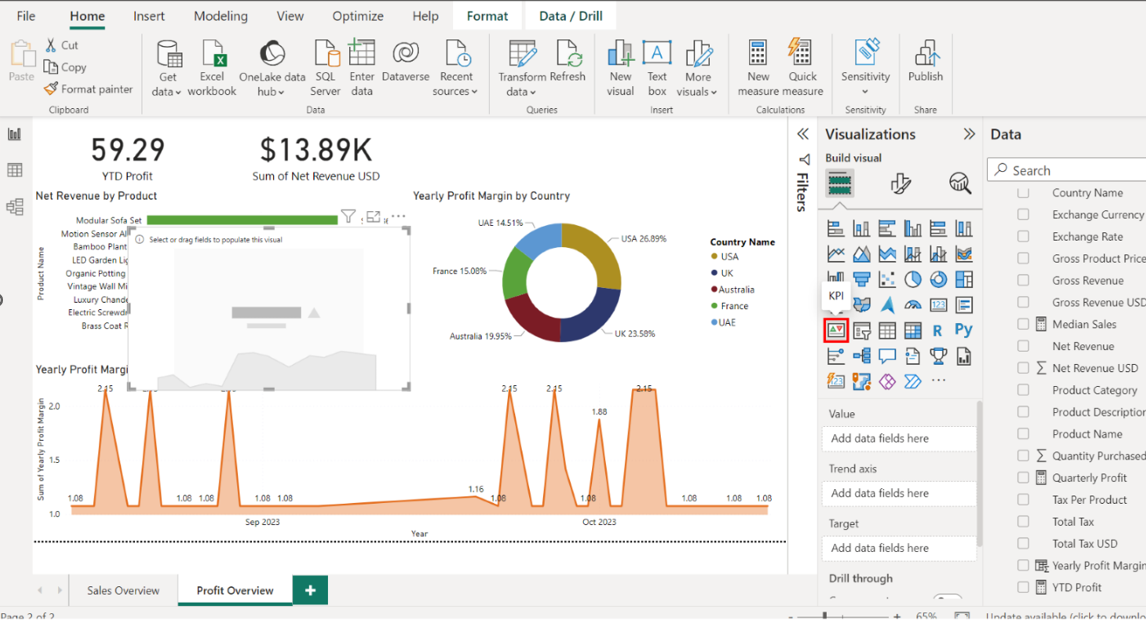 File Home Insert Modeling View Optimize Help Format Data / Drill
Paste
Cut
Copy
Format painter
Clipboard
Get data
Excel workbook
OneLake data hub
SQL Server
Enter data
Dataverse
Recent sources
Data
Transform data
Refresh
Queries
New visual
Text box
More visuals
Insert
New measure
Quick measure
Calculations
Sensitivity
Sensitivity
Publish
Share
59.29
YTD Profit
$13.89K
Sum of Net Revenue USD
Net Revenue by Product
Product Name
Modular Sofa Set
Motion Sensor Al
Bamboo Plant
LED Garden Lig
Organic Potting
Vintage Wall Mi
Luxury Chande
Electric Screwdr
Brass Coat R
Select or drag fields to populate this visual
Yearly Profit Margin by Country
UAE 14.51%
USA 26.89%
France 15.08%
Australia 19.95%
UK 23.58%
Country Name
USA
UK
Australia
France
UAE
Yearly Profit Margi
Sum of Yearly Profit Margin
2.0
1.5
1.0
2.15 2.15 2.15 2.15
1.88
1.16
1.08 1.08 1.08 1.08 1.08 1.08 1.08 1.08 1.08 1.08
Sep 2023 Oct 2023
Year
Sales Overview Profit Overview +
Page 2 of 2
65%
Update available (click to downlo
Filters
Visualizations
Build visual
KPI
R Py
123
123
Value
Add data fields here
Trend axis
Add data fields here
Target
Add data fields here
Drill through
Data
Search
Country Name
Exchange Currency
Exchange Rate
Gross Product Price
Gross Revenue
Gross Revenue USD
Median Sales
Net Revenue
Net Revenue USD
Product Category
Product Description
Product Name
Quantity Purchased
Quarterly Profit
Tax Per Product
Total Tax
Total Tax USD
Yearly Profit Margin
YTD Profit